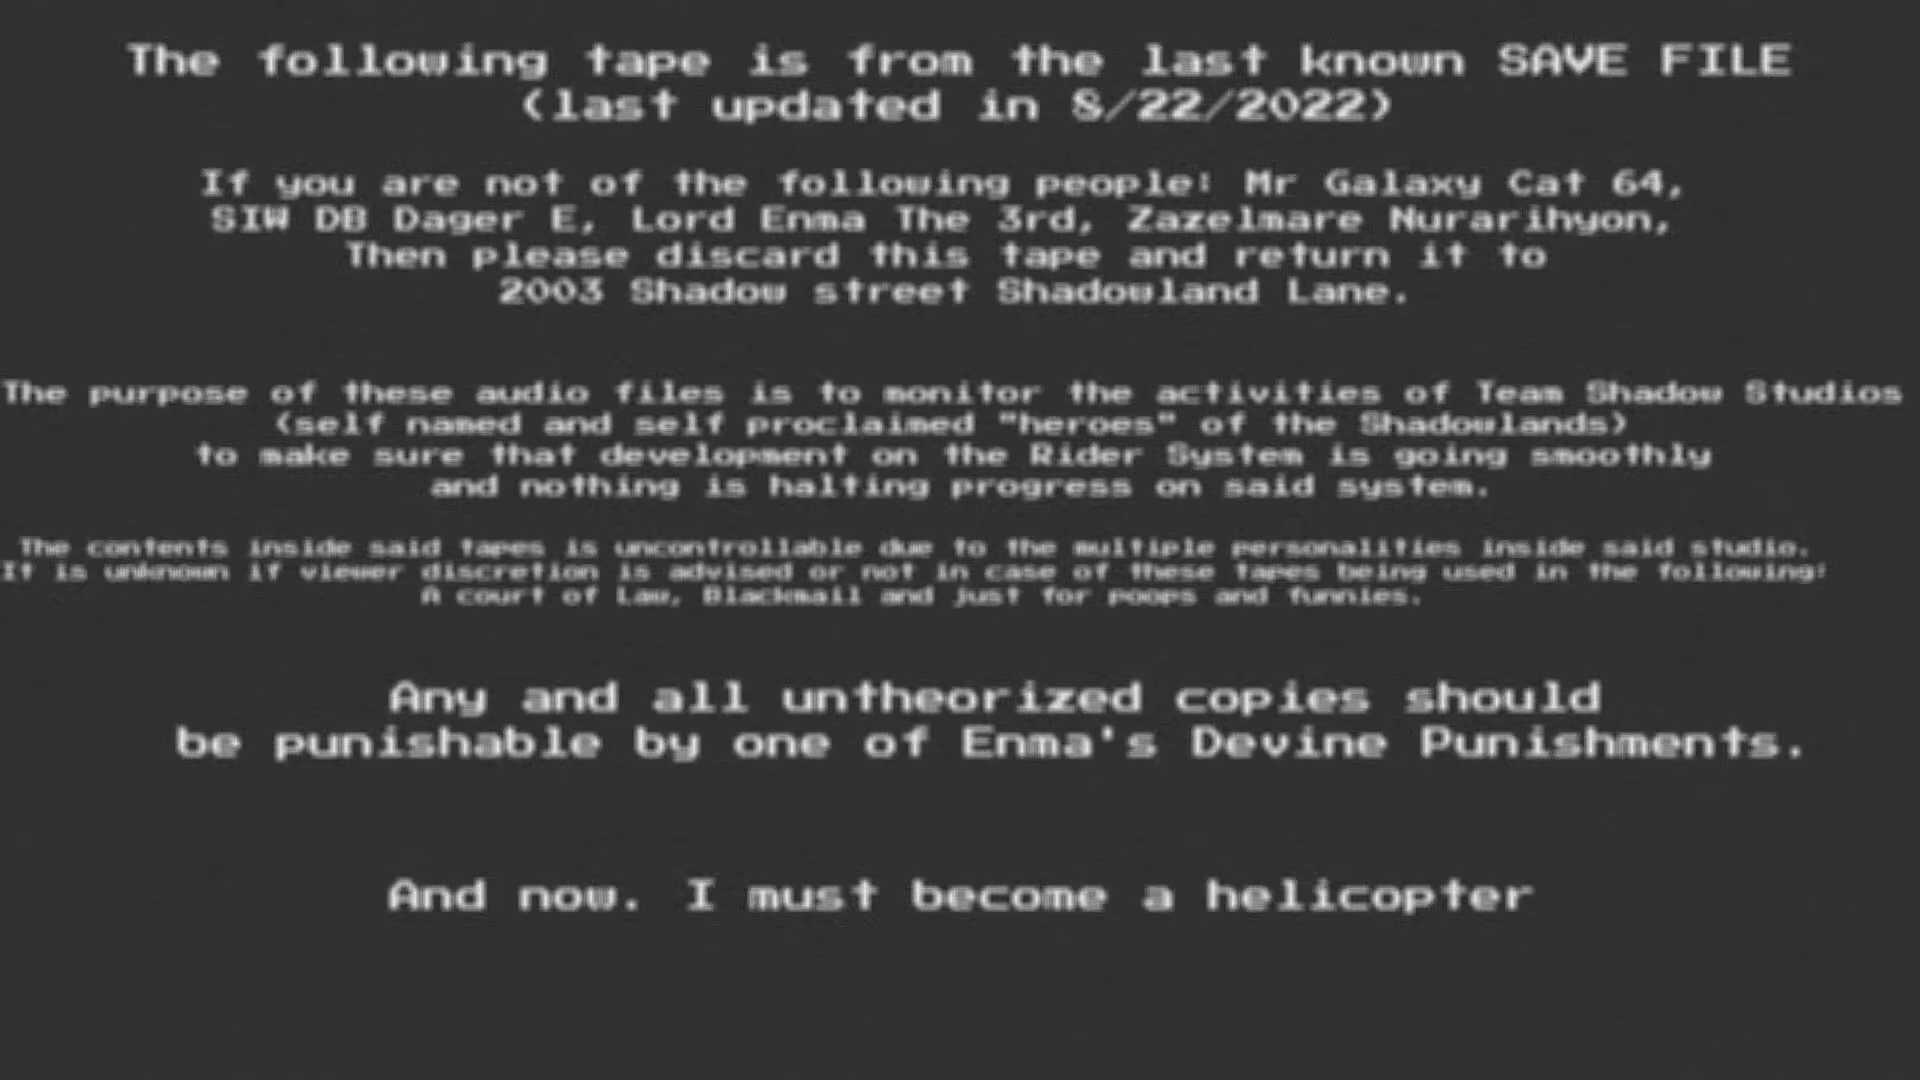 The following tape is from the last known SAVE FILE
(last updated in 8/22/2022)
If you are not of the following people: Mr Galaxy Cat 64,
SIW DB Dager E, Lord Enma The 3rd, Zazelmare Nurarihyon,
Then please discard this tape and return it to
2003 Shadow street Shadowland Lane.
The purpose of these audio files is to monitor the activities of Team Shadow Studios
(self named and self proclaimed "heroes" of the Shadowlands)
to make sure that development on the Rider System is going smoothly
and nothing is halting progress on said system.
The contents inside said tapes is uncontrollable due to the multiple personalities inside said studio.
It is unknown if viewer discretion is advised or not in case of these tapes being used in the following:
A court of Law, Blackmail and just for poops and funnies.
Any and all untheorized copies should
be punishable by one of Enma's Devine Punishments.
And now. I must become a helicopter